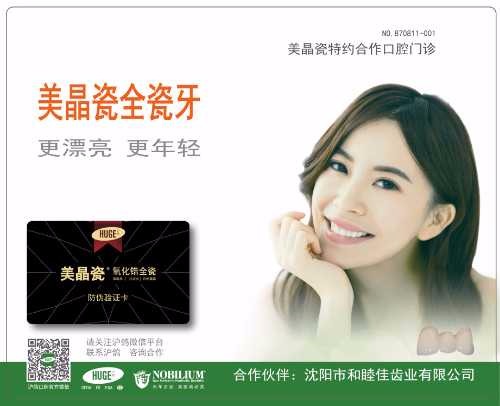 NO.B70811-001
美晶瓷特约合作口腔门诊
美晶瓷全瓷牙
更漂亮 更年轻
HUGE
美晶瓷® 氧化锆全瓷
防伪验证卡
请关注沪鸽微信平台
联系沪鸽 咨询合作
HUGE
NOBILIUM
合作伙伴：沈阳市和睦佳齿业有限公司